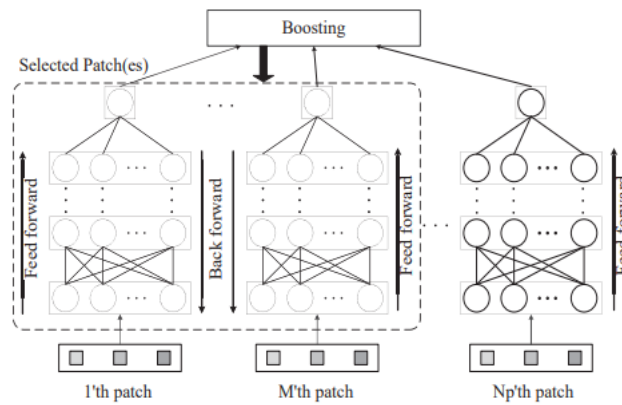 Boosting
Selected Patch(es)
Feed forward
Back forward
Feed forward
Feed forward
1'th patch
M'th patch
Np'th patch